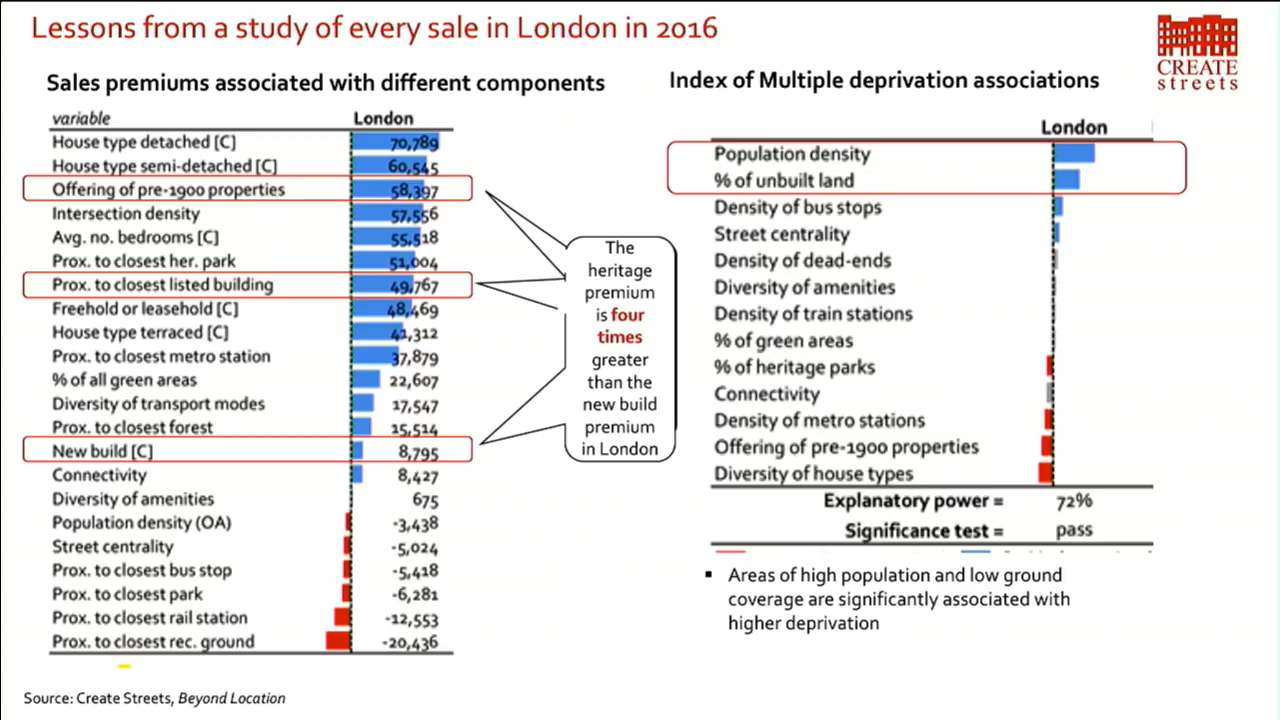 Lessons from a study of every sale in London in 2016
CREATE
streets
Sales premiums associated with different components
variable London
House type detached [C] 70,789
House type semi-detached [C] 60,545
Offering of pre-1900 properties 58,397
Intersection density 57,556
Avg. no. bedrooms [C] 55,518
Prox. to closest her. park 51,004
Prox. to closest listed building 49,767
Freehold or leasehold [C] 48,469
House type terraced [C] 41,312
Prox. to closest metro station 37,879
% of all green areas 22,607
Diversity of transport modes 17,547
Prox. to closest forest 15,514
New build [C] 8,795
Connectivity 8,427
Diversity of amenities 675
Population density (OA) -3,438
Street centrality -5,024
Prox. to closest bus stop -5,418
Prox. to closest park -6,281
Prox. to closest rail station -12,553
Prox. to closest rec. ground -20,436
The
heritage
premium
is four
times
greater
than the
new build
premium
in London
Index of Multiple deprivation associations
London
Population density
% of unbuilt land
Density of bus stops
Street centrality
Density of dead-ends
Diversity of amenities
Density of train stations
% of green areas
% of heritage parks
Connectivity
Density of metro stations
Offering of pre-1900 properties
Diversity of house types
Explanatory power = 72%
Significance test = pass
▪ Areas of high population and low ground
coverage are significantly associated with
higher deprivation
Source: Create Streets, Beyond Location